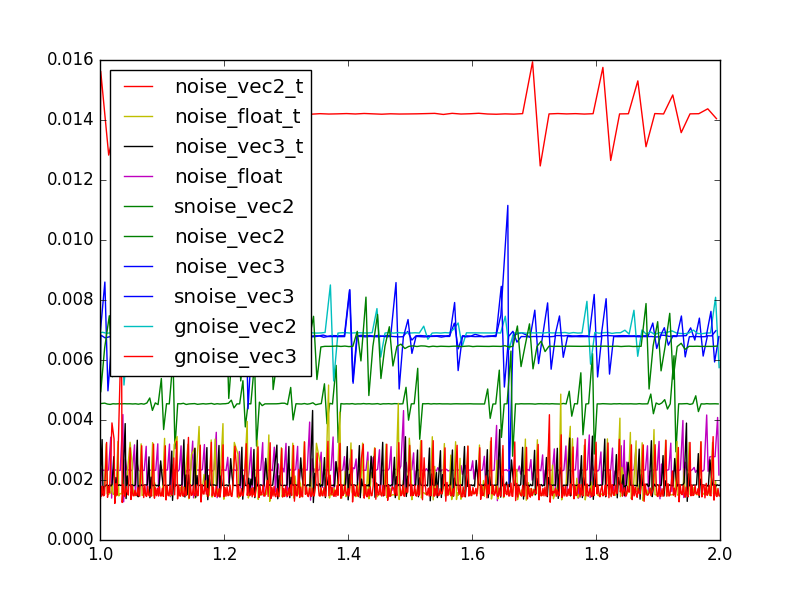 0.016
0.014
0.012
0.010
0.008
0.006
0.004
0.002
0.000
noise_vec2_t
noise_float_t
noise_vec3_t
noise_float
snoise_vec2
noise_vec2
noise_vec3
snoise_vec3
gnoise_vec2
gnoise_vec3
1.0 1.2 1.4 1.6 1.8 2.0